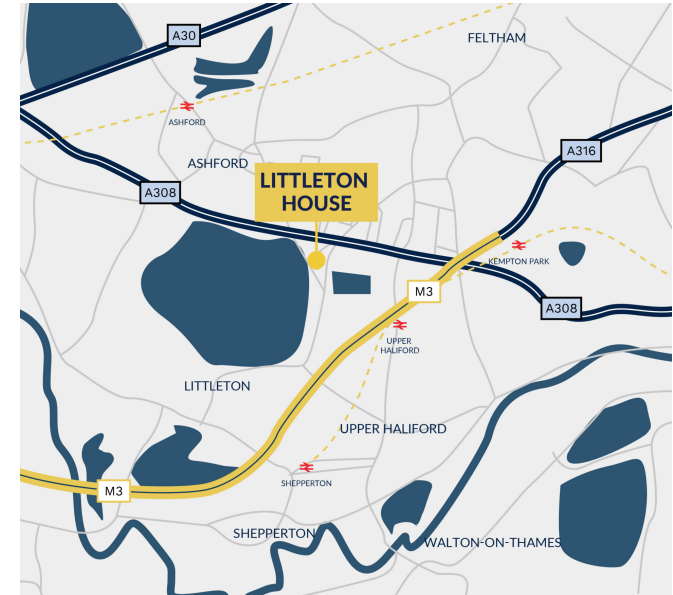 A30
FELTHAM
ASHFORD
A316
ASHFORD
LITTLETON
HOUSE
A308
KEMPTON PARK
M3
A308
UPPER
HALIFORD
LITTLETON
UPPER HALIFORD
SHEPPERTON
M3
SHEPPERTON
WALTON-ON-THAMES